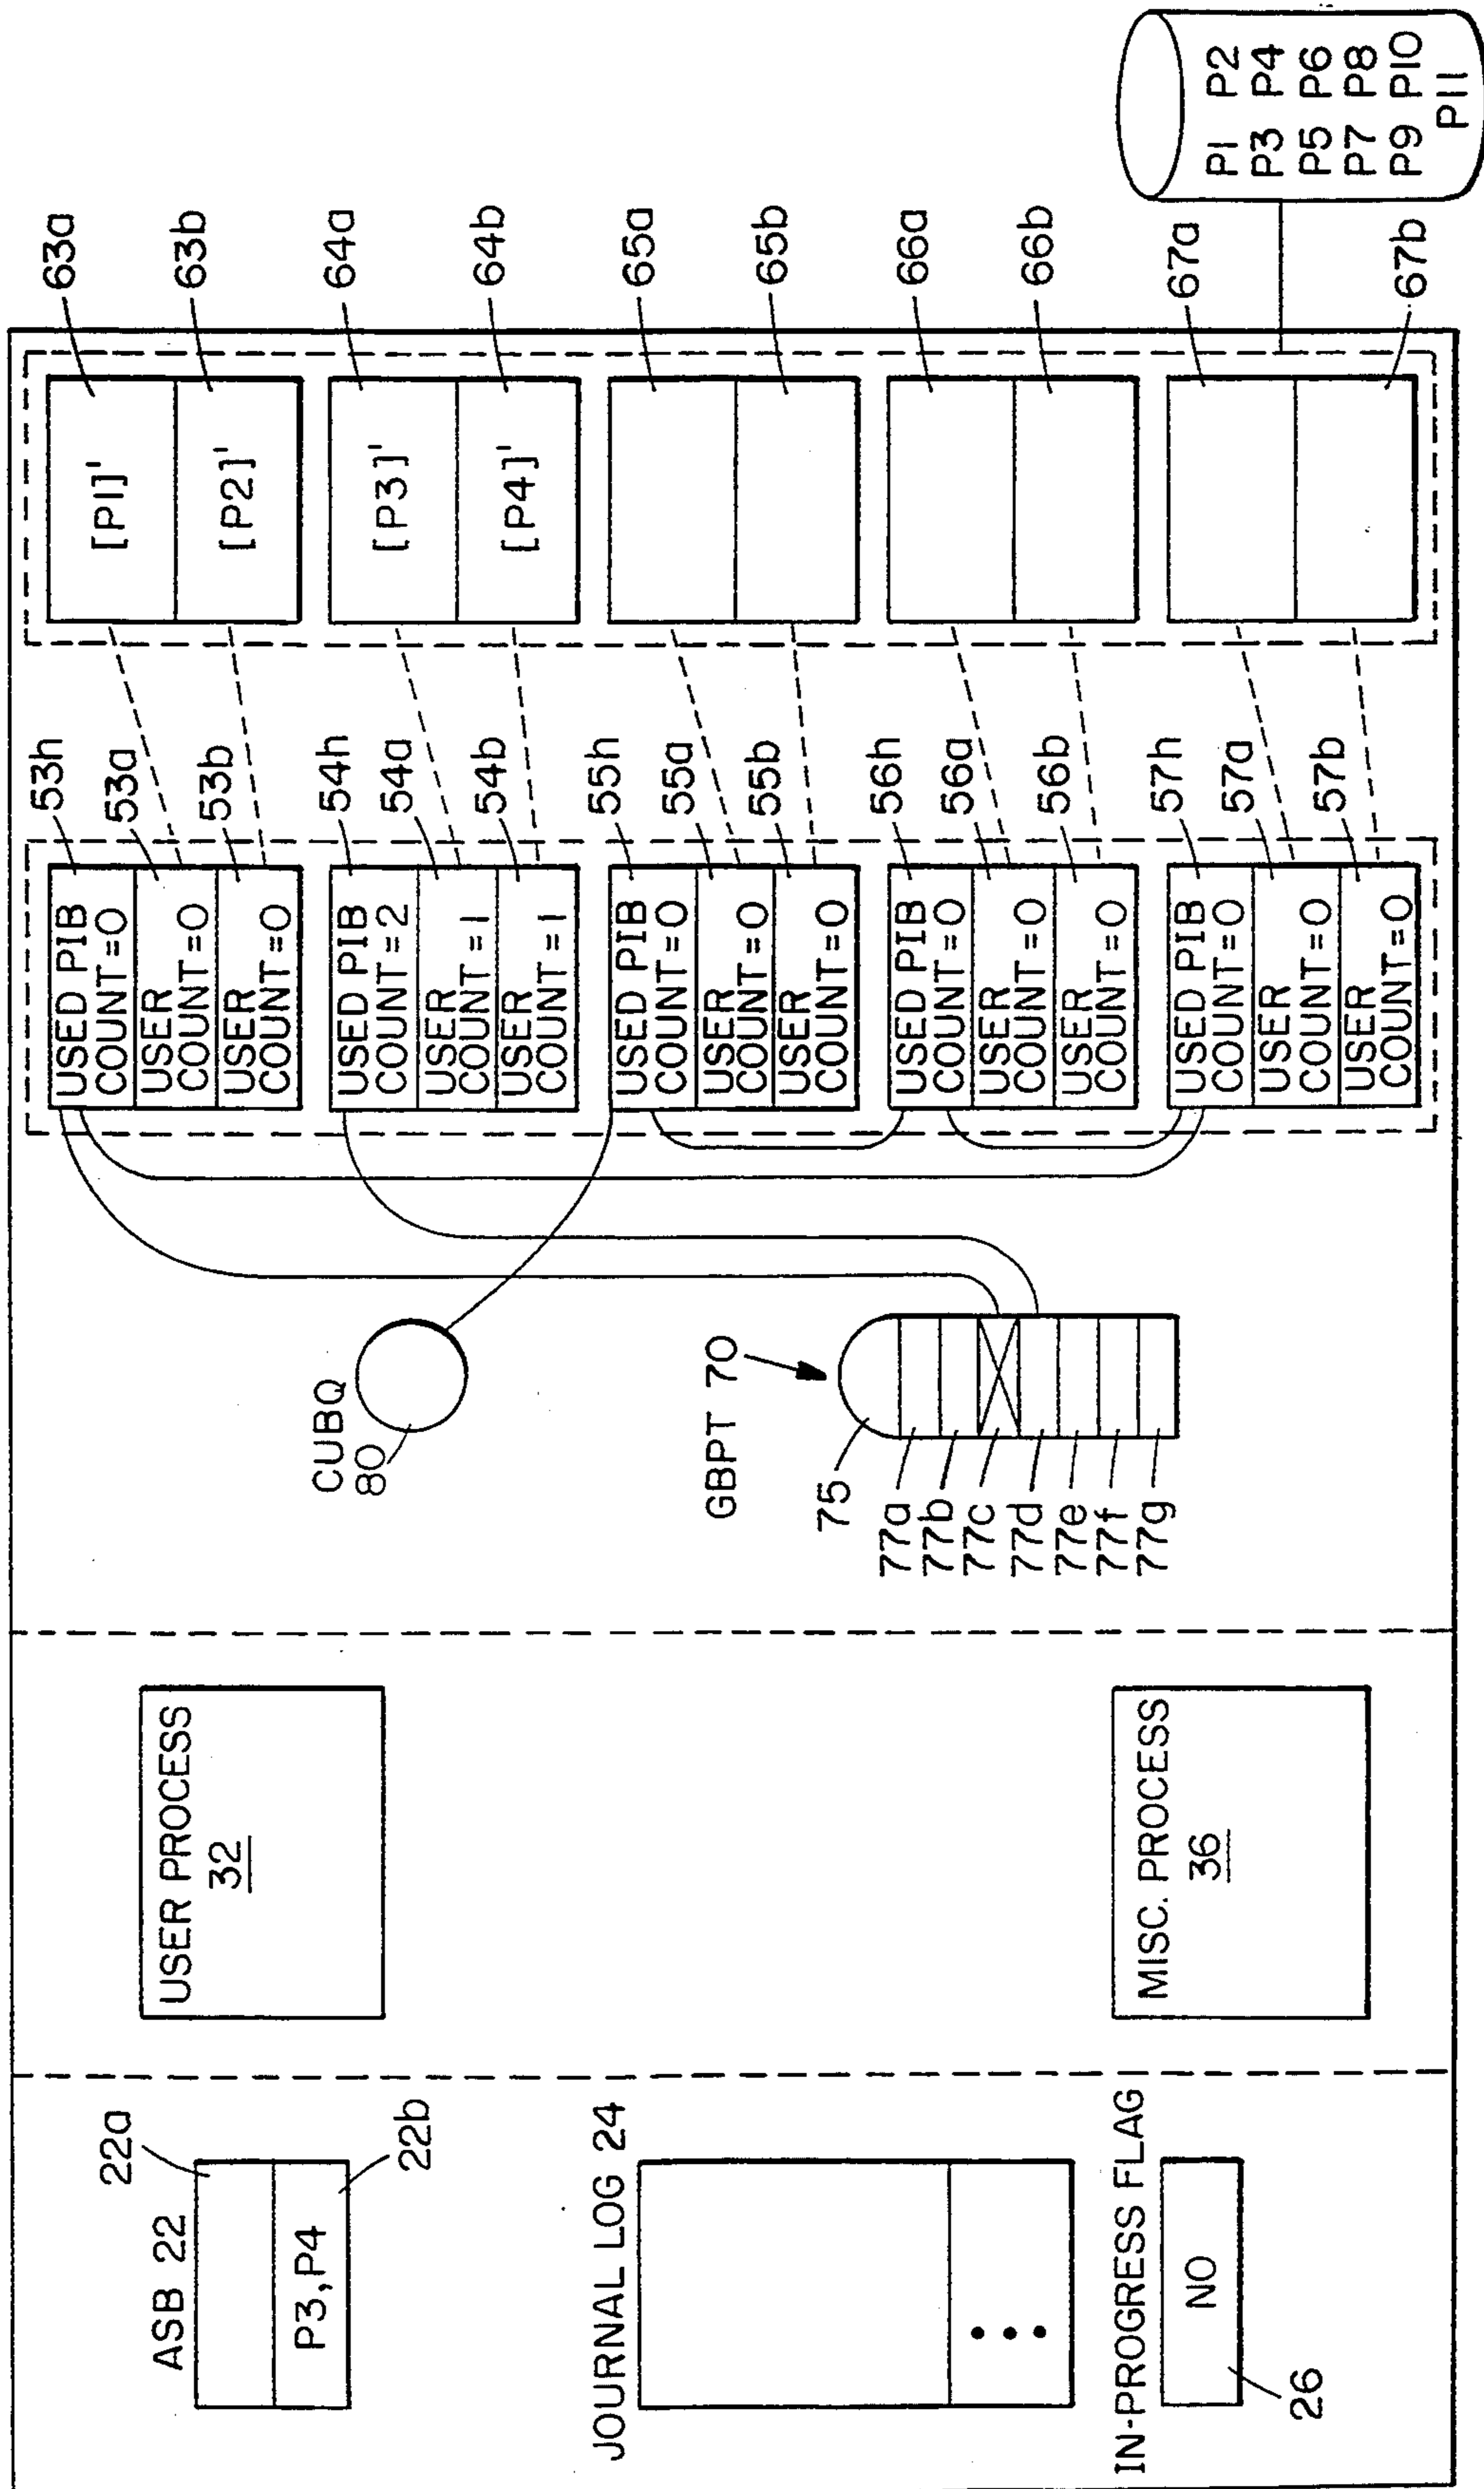 ASB 22
22a
P3,P4
22b
JOURNAL LOG 24
• • •
IN-PROGRESS FLAG
NO
26
USER PROCESS
32
MISC. PROCESS
36
CUBQ
80
GBPT 70
75
77a
77b
77c
77d
77e
77f
77g
USED PIB
COUNT=0
USER
COUNT=0
USER
COUNT=0
53h
53a
53b
USED PIB
COUNT=2
USER
COUNT=1
USER
COUNT=1
54h
54a
54b
USED PIB
COUNT=0
USER
COUNT=0
USER
COUNT=0
55h
55a
55b
USED PIB
COUNT=0
USER
COUNT=0
USER
COUNT=0
56h
56a
56b
USED PIB
COUNT=0
USER
COUNT=0
USER
COUNT=0
57h
57a
57b
[P1]'
[P2]'
63a
63b
[P3]'
[P4]'
64a
64b
65a
65b
66a
66b
67a
67b
P1 P2
P3 P4
P5 P6
P7 P8
P9 P10
P11